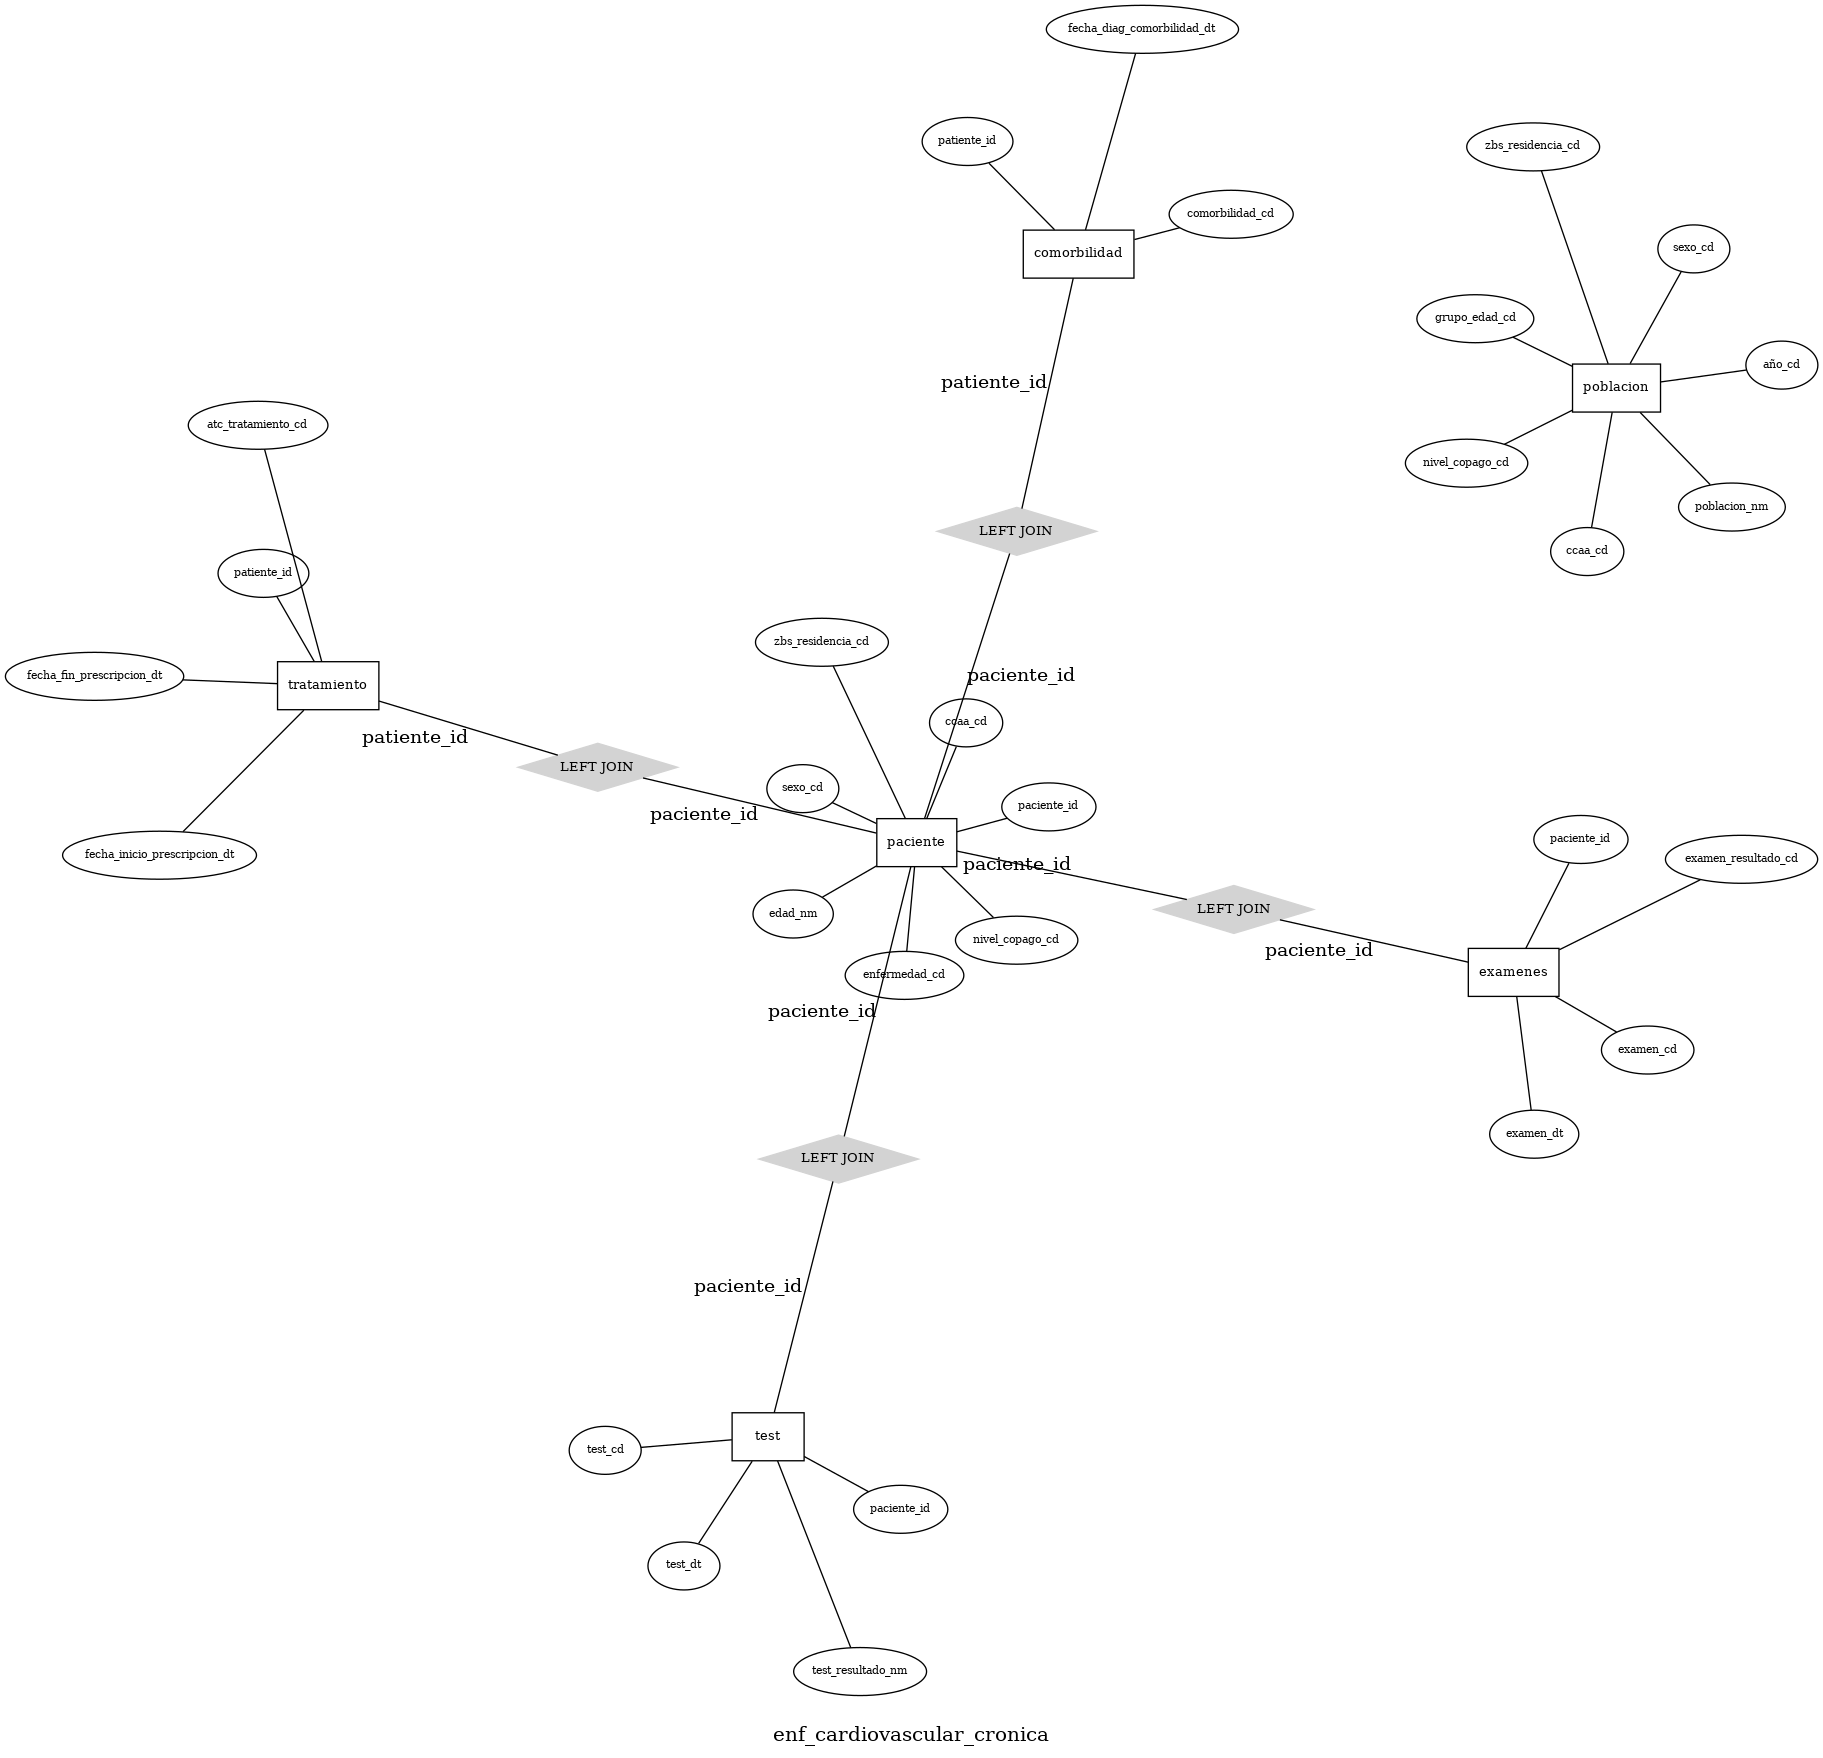 fecha_diag_comorbilidad_dt
patiente_id
zbs_residencia_cd
comorbilidad_cd
sexo_cd
comorbilidad
grupo_edad_cd
año_cd
patiente_id
poblacion
atc_tratamiento_cd
nivel_copago_cd
poblacion_nm
LEFT JOIN
ccaa_cd
patiente_id
zbs_residencia_cd
fecha_fin_prescripcion_dt
tratamiento
paciente_id
ccaa_cd
patiente_id
LEFT JOIN
sexo_cd
paciente_id
paciente_id
paciente
paciente_id
fecha_inicio_prescripcion_dt
paciente_id
examen_resultado_cd
edad_nm
LEFT JOIN
nivel_copago_cd
paciente_id
enfermedad_cd
examenes
paciente_id
examen_cd
examen_dt
LEFT JOIN
paciente_id
test
test_cd
paciente_id
test_dt
test_resultado_nm
enf_cardiovascular_cronica